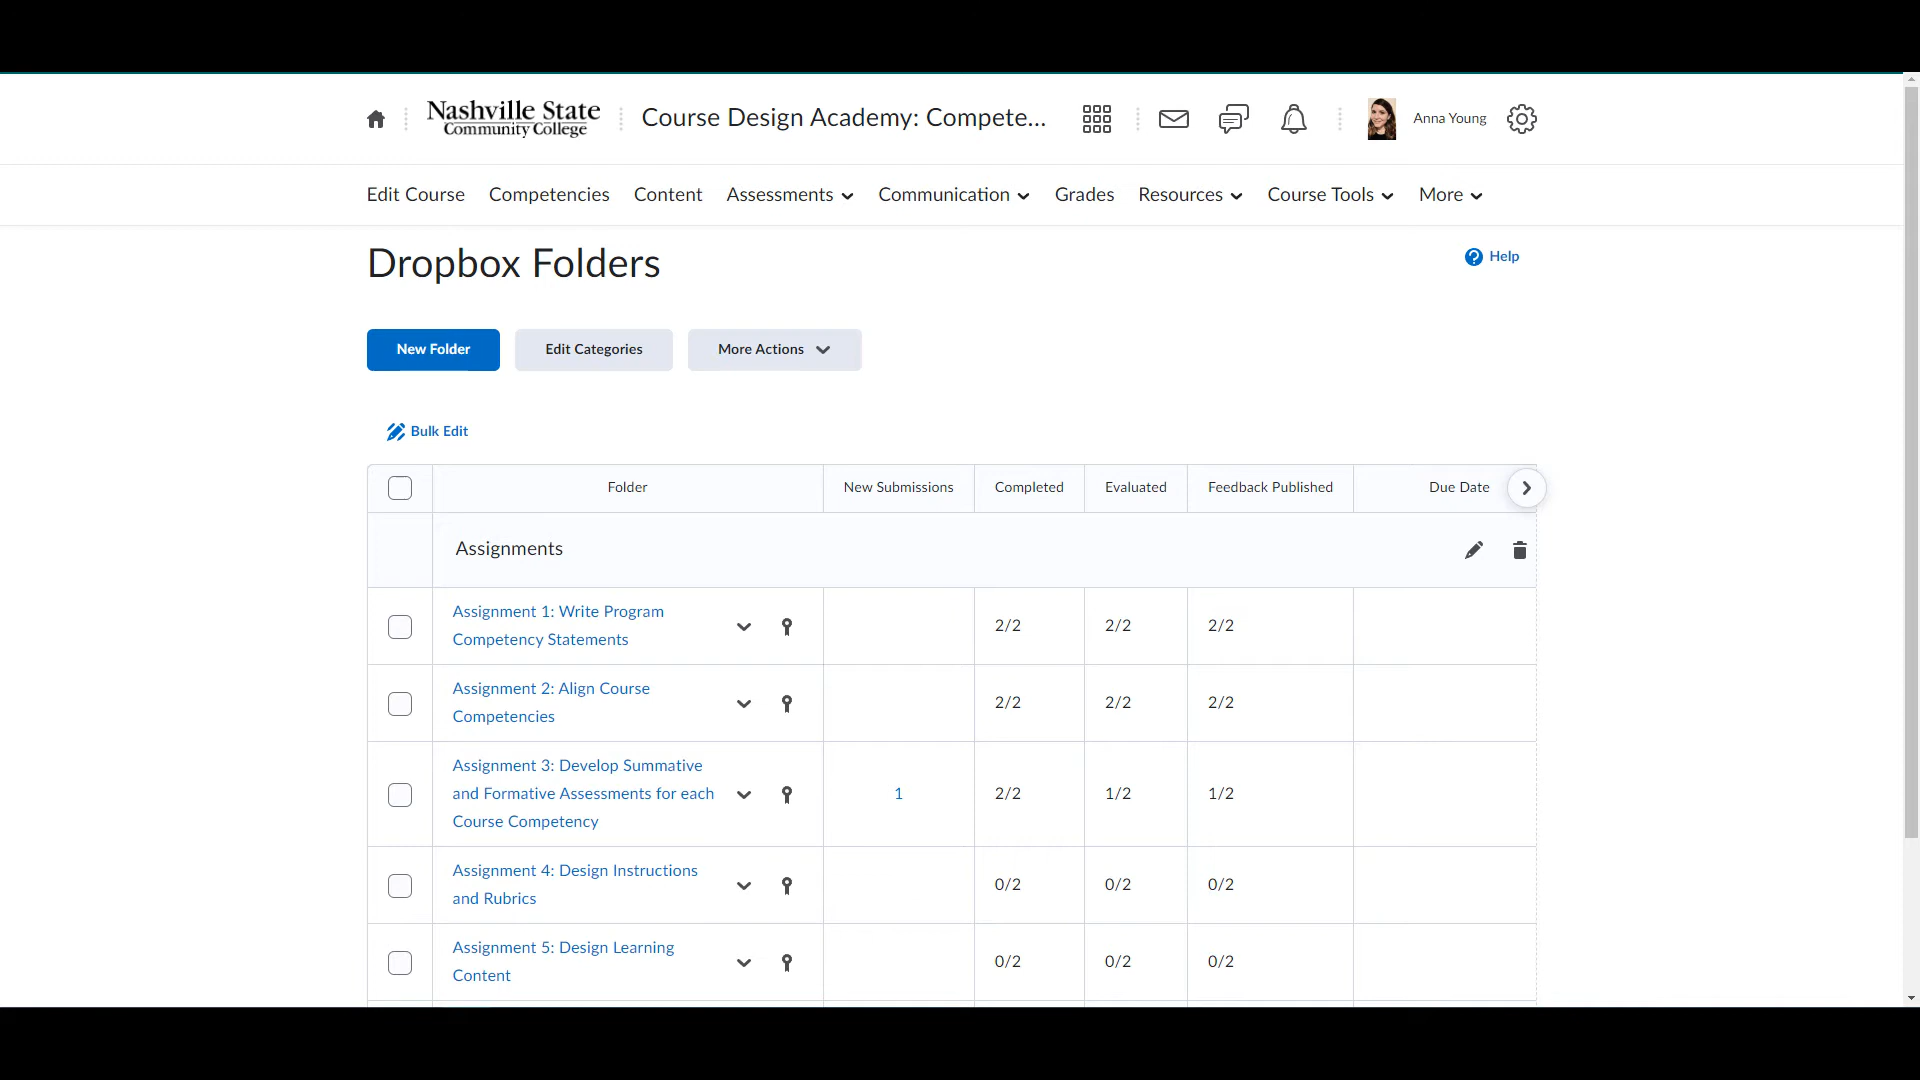 Nashville State
Community College
Course Design Academy: Compete...
Anna Young
Edit Course Competencies Content Assessments Communication Grades Resources Course Tools More
Dropbox Folders
Help
New Folder Edit Categories More Actions
Bulk Edit
Folder New Submissions Completed Evaluated Feedback Published Due Date
Assignments
Assignment 1: Write Program
Competency Statements
2/2 2/2 2/2
Assignment 2: Align Course
Competencies
2/2 2/2 2/2
Assignment 3: Develop Summative
and Formative Assessments for each
Course Competency
1 2/2 1/2 1/2
Assignment 4: Design Instructions
and Rubrics
0/2 0/2 0/2
Assignment 5: Design Learning
Content
0/2 0/2 0/2